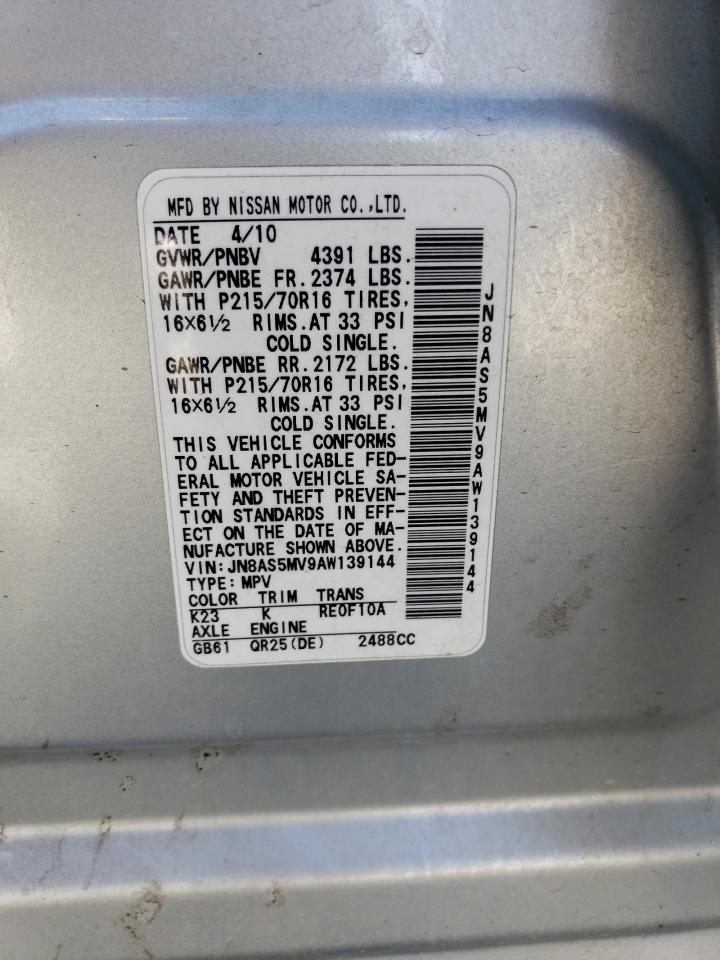 MFD BY NISSAN MOTOR CO.,LTD.
DATE 4/10
GVWR/PNBV 4391 LBS.
GAWR/PNBE FR. 2374 LBS.
WITH P215/70R16 TIRES,
16X6½ RIMS. AT 33 PSI
COLD SINGLE.
GAWR/PNBE RR. 2172 LBS.
WITH P215/70R16 TIRES,
16X6½ RIMS. AT 33 PSI
COLD SINGLE.
THIS VEHICLE CONFORMS
TO ALL APPLICABLE FED-
ERAL MOTOR VEHICLE SA-
FETY AND THEFT PREVEN-
TION STANDARDS IN EFF-
ECT ON THE DATE OF MA-
NUFACTURE SHOWN ABOVE.
VIN:JN8AS5MV9AW139144
TYPE:MPV
COLOR TRIM TRANS
K23 K RE0F10A
AXLE ENGINE
GB61 QR25(DE) 2488CC
JN8AS5MV9AW139144